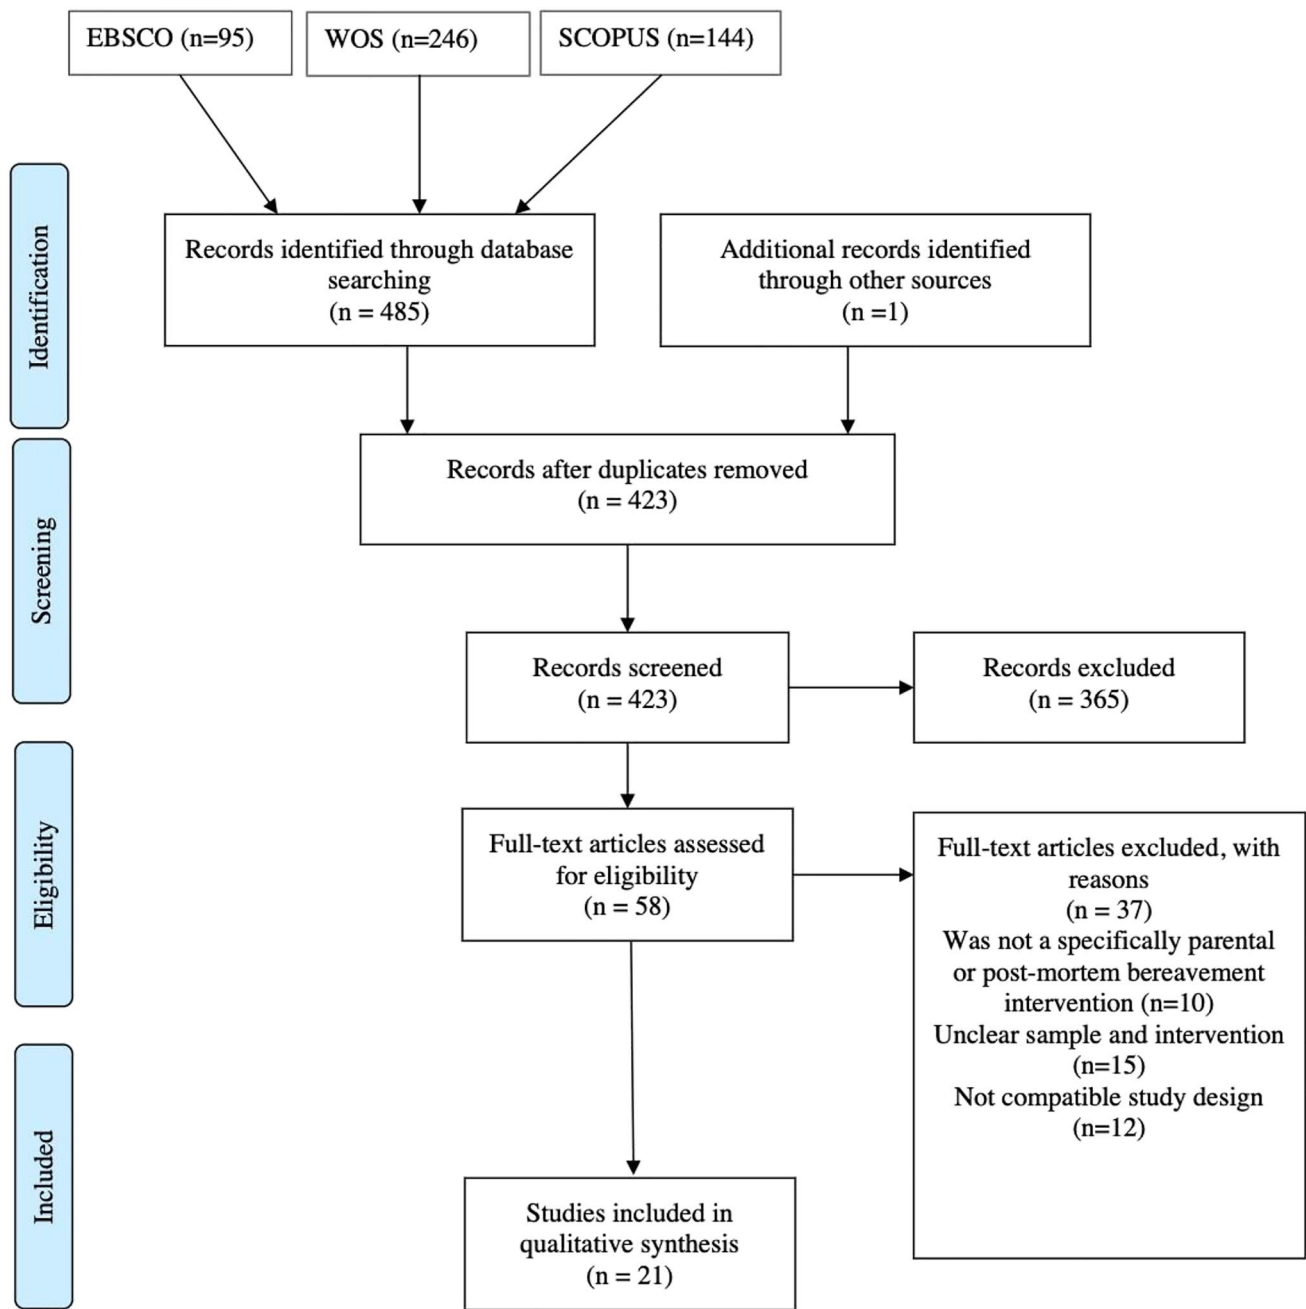 EBSCO (n=95)
WOS (n=246)
SCOPUS (n=144)
Identification
Records identified through database
searching
(n = 485)
Additional records identified
through other sources
(n =1)
Screening
Records after duplicates removed
(n = 423)
Records screened
(n = 423)
Records excluded
(n = 365)
Eligibility
Full-text articles assessed
for eligibility
(n = 58)
Full-text articles excluded, with
reasons
(n = 37)
Was not a specifically parental
or post-mortem bereavement
intervention (n=10)
Unclear sample and intervention
(n=15)
Not compatible study design
(n=12)
Included
Studies included in
qualitative synthesis
(n = 21)